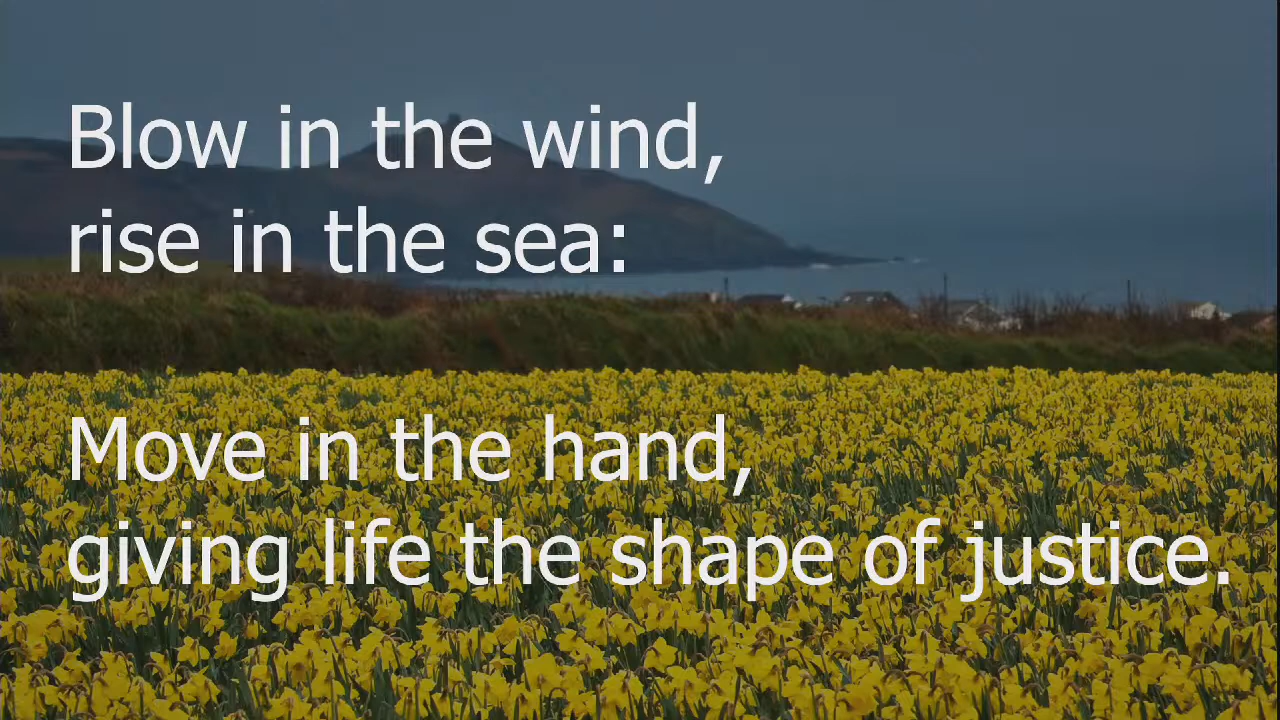 Blow in the wind,
rise in the sea:
Move in the hand,
giving life the shape of justice.